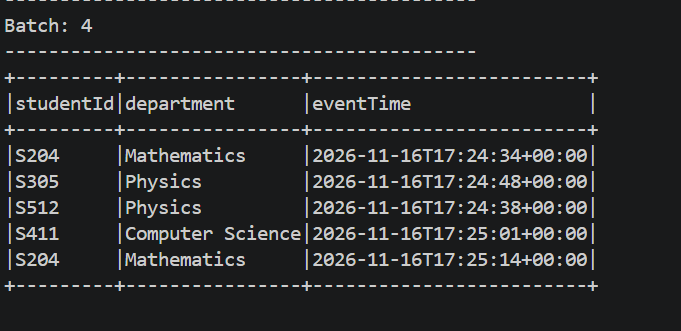 -------------------------------------------
Batch: 4
-------------------------------------------
+---------+----------------+-------------------------+
|studentId|department      |eventTime                |
+---------+----------------+-------------------------+
|S204     |Mathematics     |2026-11-16T17:24:34+00:00|
|S305     |Physics         |2026-11-16T17:24:48+00:00|
|S512     |Physics         |2026-11-16T17:24:38+00:00|
|S411     |Computer Science|2026-11-16T17:25:01+00:00|
|S204     |Mathematics     |2026-11-16T17:25:14+00:00|
+---------+----------------+-------------------------+